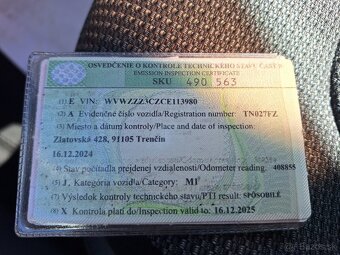 OSVEDČENIE O KONTROLE TECHNICKÉHO STAVU ČASŤ B
EMISSION INSPECTION CERTIFICATE
SKU 490 563
(1) E VIN: WVWZZZ3CZCE113980
(2) A Evidenčné číslo vozidla/Registration number: TN027FZ
(3) Miesto a dátum kontroly/Place and date of inspection:
Zlatovská 428, 91105 Trenčín
16.12.2024
(4) Stav počítadla prejdenej vzdialenosti/Odometer reading: 408855
(5) J, Kategória vozidla/Category: M1
(7) Výsledok kontroly technického stavu/PTI result: SPÔSOBILÉ
(8) X Kontrola platí do/Inspection valid to: 16.12.2025